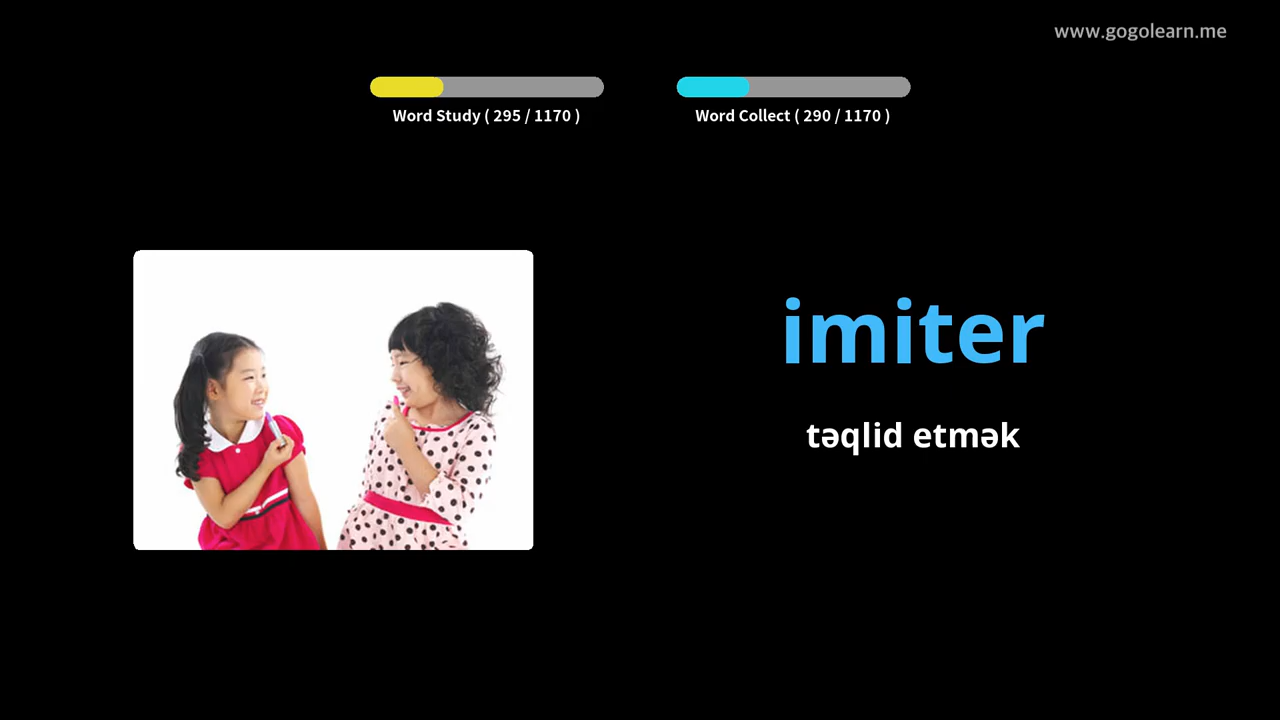 www.gogolearn.me
Word Study ( 295 / 1170 )
Word Collect ( 290 / 1170 )
imiter
təqlid etmək